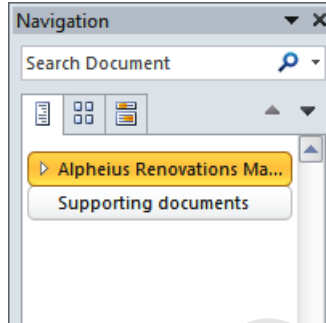 Navigation
Search Document
Alpheius Renovations Ma...
Supporting documents